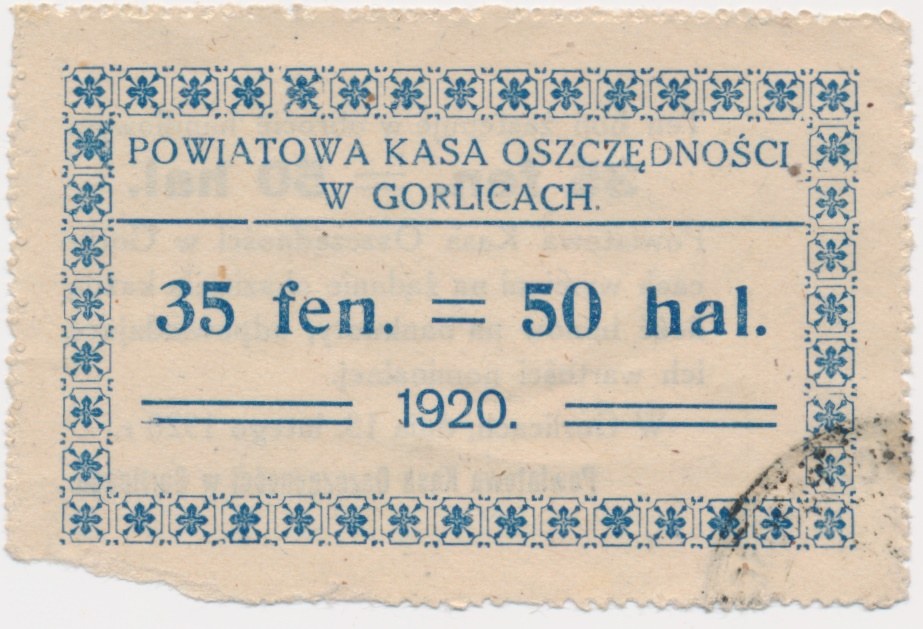 POWIATOWA KASA OSZCZĘDNOŚCI
W GORLICACH.
35 fen. = 50 hal.
1920.